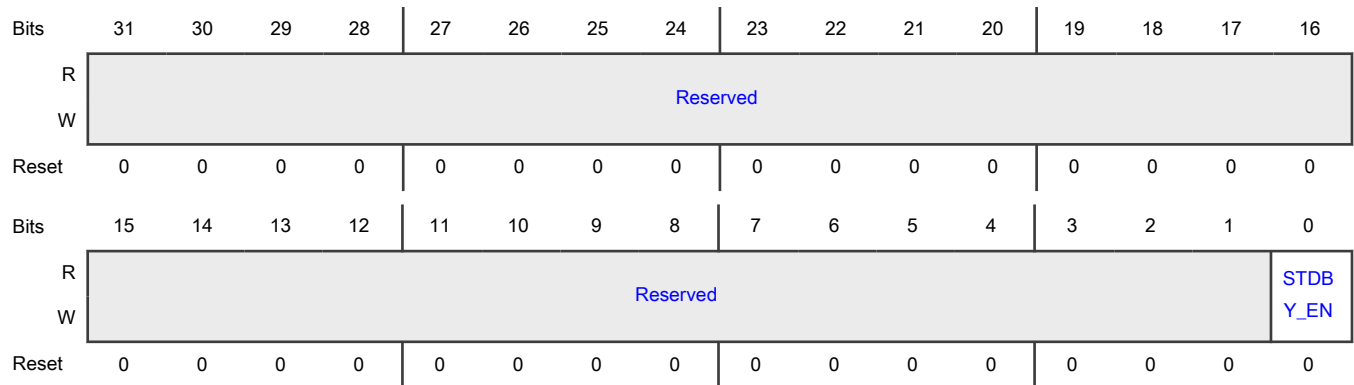 Bits 31 30 29 28 27 26 25 24 23 22 21 20 19 18 17 16
R
Reserved
W
Reset 0 0 0 0 0 0 0 0 0 0 0 0 0 0 0 0
Bits 15 14 13 12 11 10 9 8 7 6 5 4 3 2 1 0
R STDB
Reserved
W Y_EN
Reset 0 0 0 0 0 0 0 0 0 0 0 0 0 0 0 0